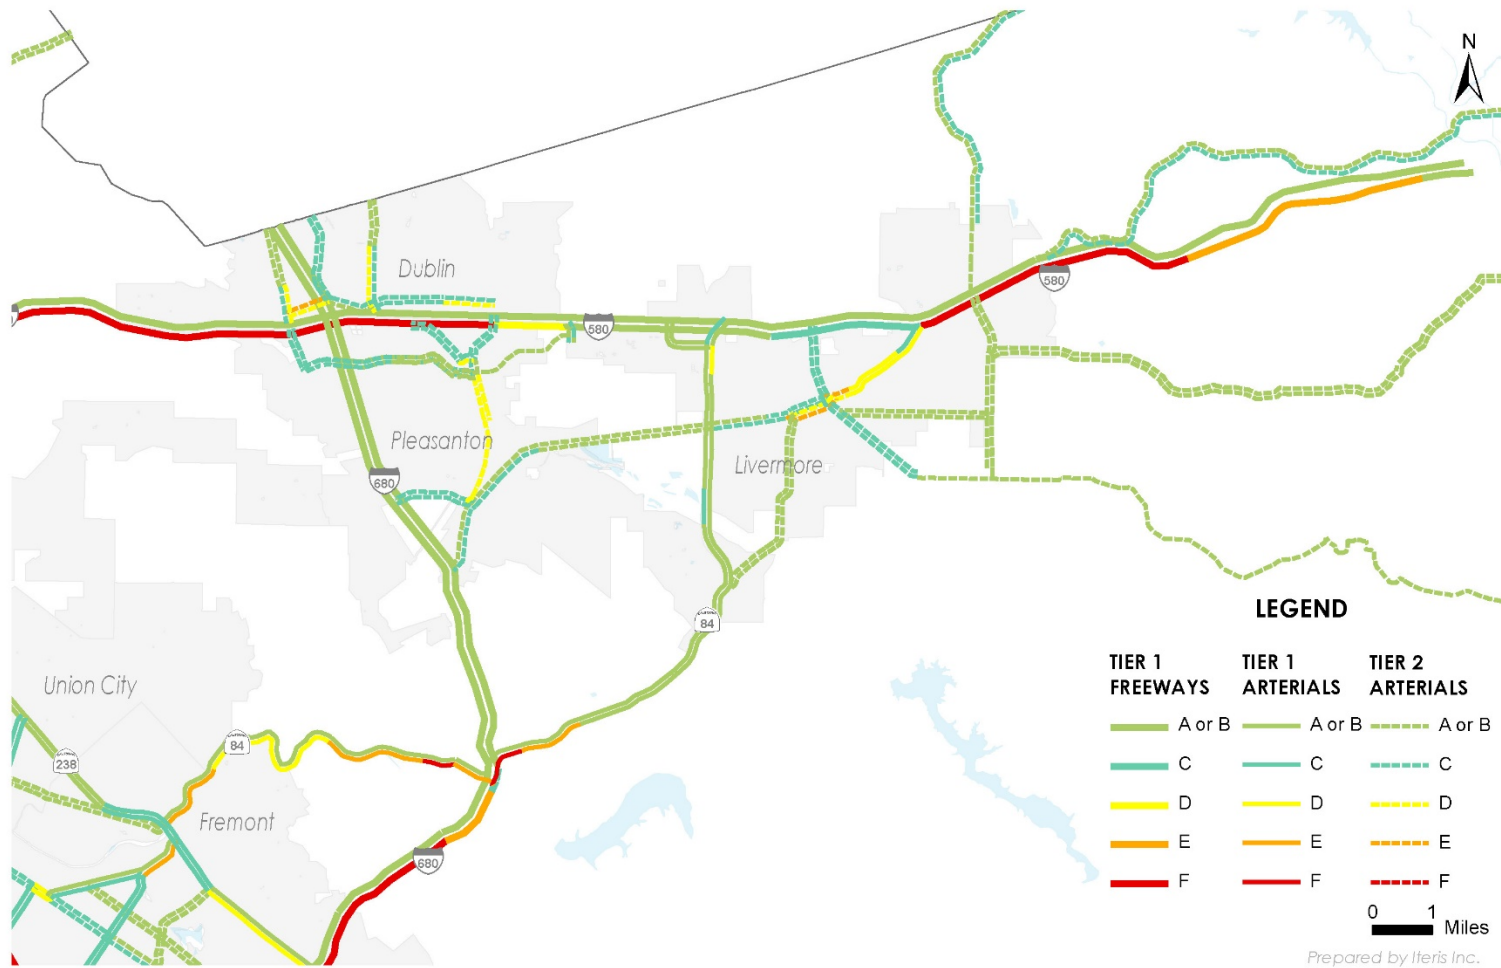 N
Dublin
580
580
Pleasanton
680
Livermore
84
Union City
84
238
Fremont
680
LEGEND
TIER 1 FREEWAYS
TIER 1 ARTERIALS
TIER 2 ARTERIALS
A or B A or B A or B
C C C
D D D
E E E
F F F
0 1
Miles
Prepared by Iteris Inc.